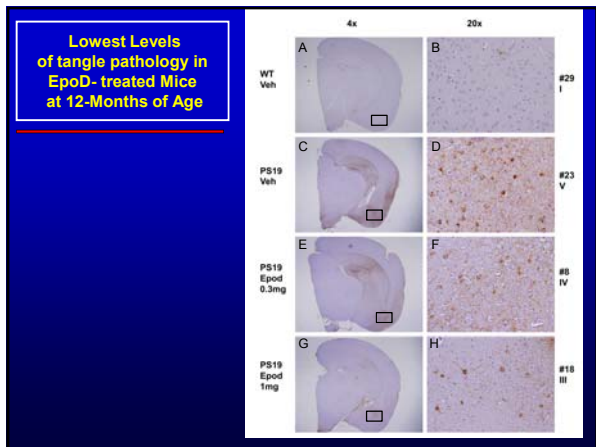 Lowest Levels
of tangle pathology in
EpoD- treated Mice
at 12-Months of Age
4x
20x
WT
Veh
A
B
#29
I
PS19
Veh
C
D
#23
V
PS19
Epod
0.3mg
E
F
#8
IV
PS19
Epod
1mg
G
H
#18
III